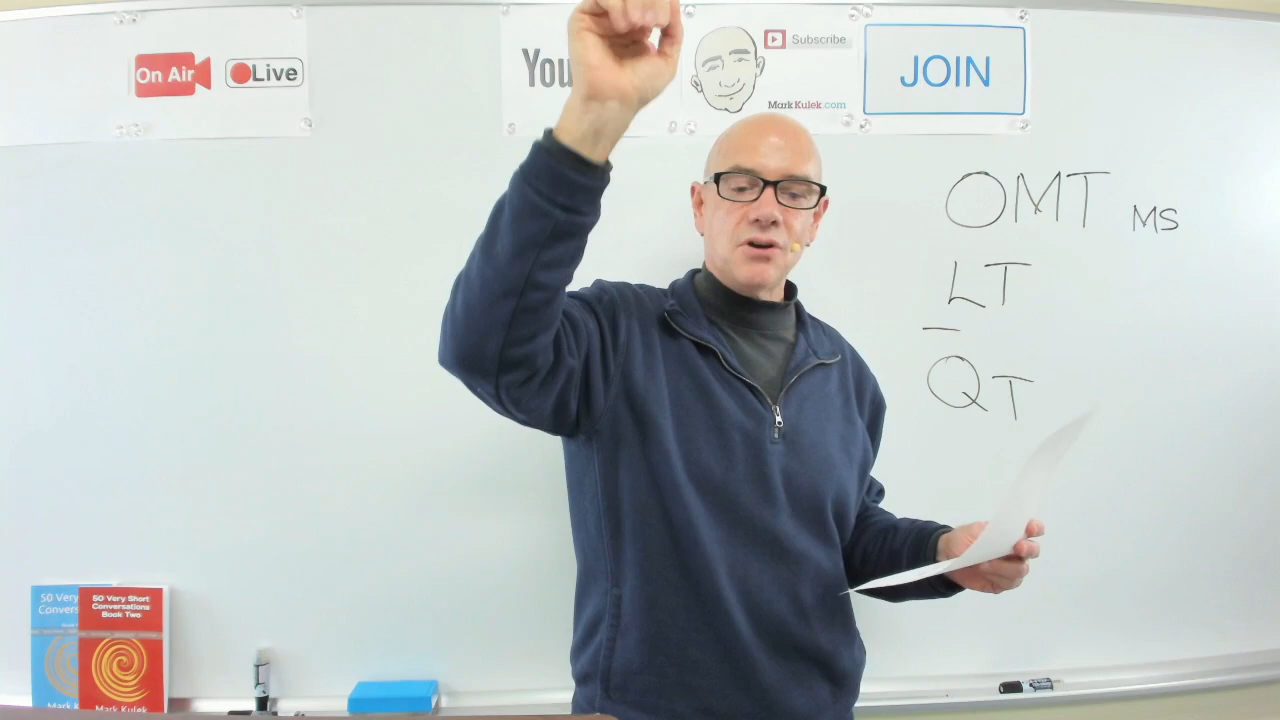 On Air
Live
You
Subscribe
MarkKulek.com
JOIN
OMT MS
LT
QT
50 Very
Convers
50 Very Short
Conversations
Book Two
Mark Kulek